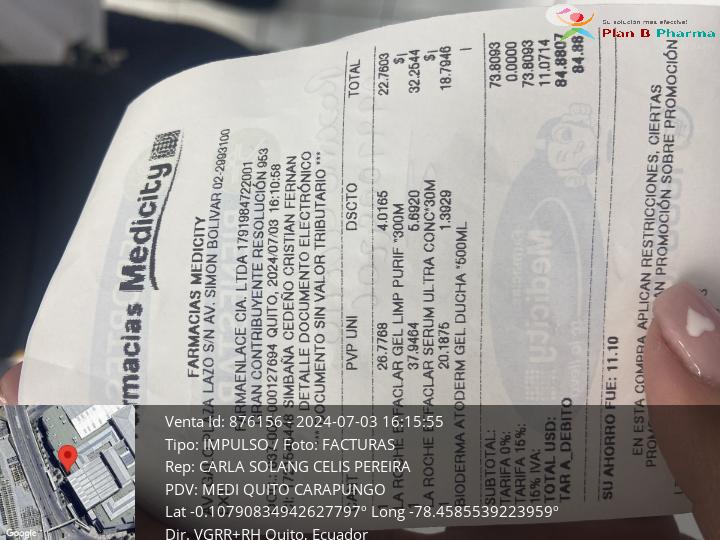 Su solución más efectiva!
Plan B Pharma
Farmacias Medicity
FARMACIAS MEDICITY
LAZO S/N AV. SIMON BOLIVAR 02-2993100
FARMAENLACE CIA. LTDA 1791984722001
GRAN CONTRIBUYENTE RESOLUCIÓN 953
000127694 QUITO, 2024/07/03 16:10:58
SIMBAÑA CEDEÑO CRISTIAN FERNAN
DETALLE DOCUMENTO ELECTRÓNICO
DOCUMENTO SIN VALOR TRIBUTARIO ***
PVP UNI DSCTO TOTAL
26.7768 4.0165 22.7603
LA ROCHE EFFACLAR GEL LIMP PURIF *300M $|
37.9464 5.6920 32.2544
LA ROCHE EFFACLAR SERUM ULTRA CONC*30M $|
20.1875 1.3929 18.7946
BIODERMA ATODERM GEL DUCHA *500ML |
SUBTOTAL: 73.8093
TARIFA 0%: 0.0000
TARIFA 15%: 73.8093
15% IVA: 11.0714
TOTAL USD: 84.8807
TAR A_DEBITO 84.88
SU AHORRO FUE: 11.10
EN ESTA COMPRA APLICAN RESTRICCIONES, CIERTAS
PROMOCIÓN SOBRE PROMOCIÓN
Venta Id: 876156 - 2024-07-03 16:15:55
Tipo: IMPULSO / Foto: FACTURAS
Rep: CARLA SOLANG CELIS PEREIRA
PDV: MEDI QUITO CARAPUNGO
Lat -0.10790834942627797° Long -78.4585539223959°
Dir. VGRR+RH Quito, Ecuador
Google